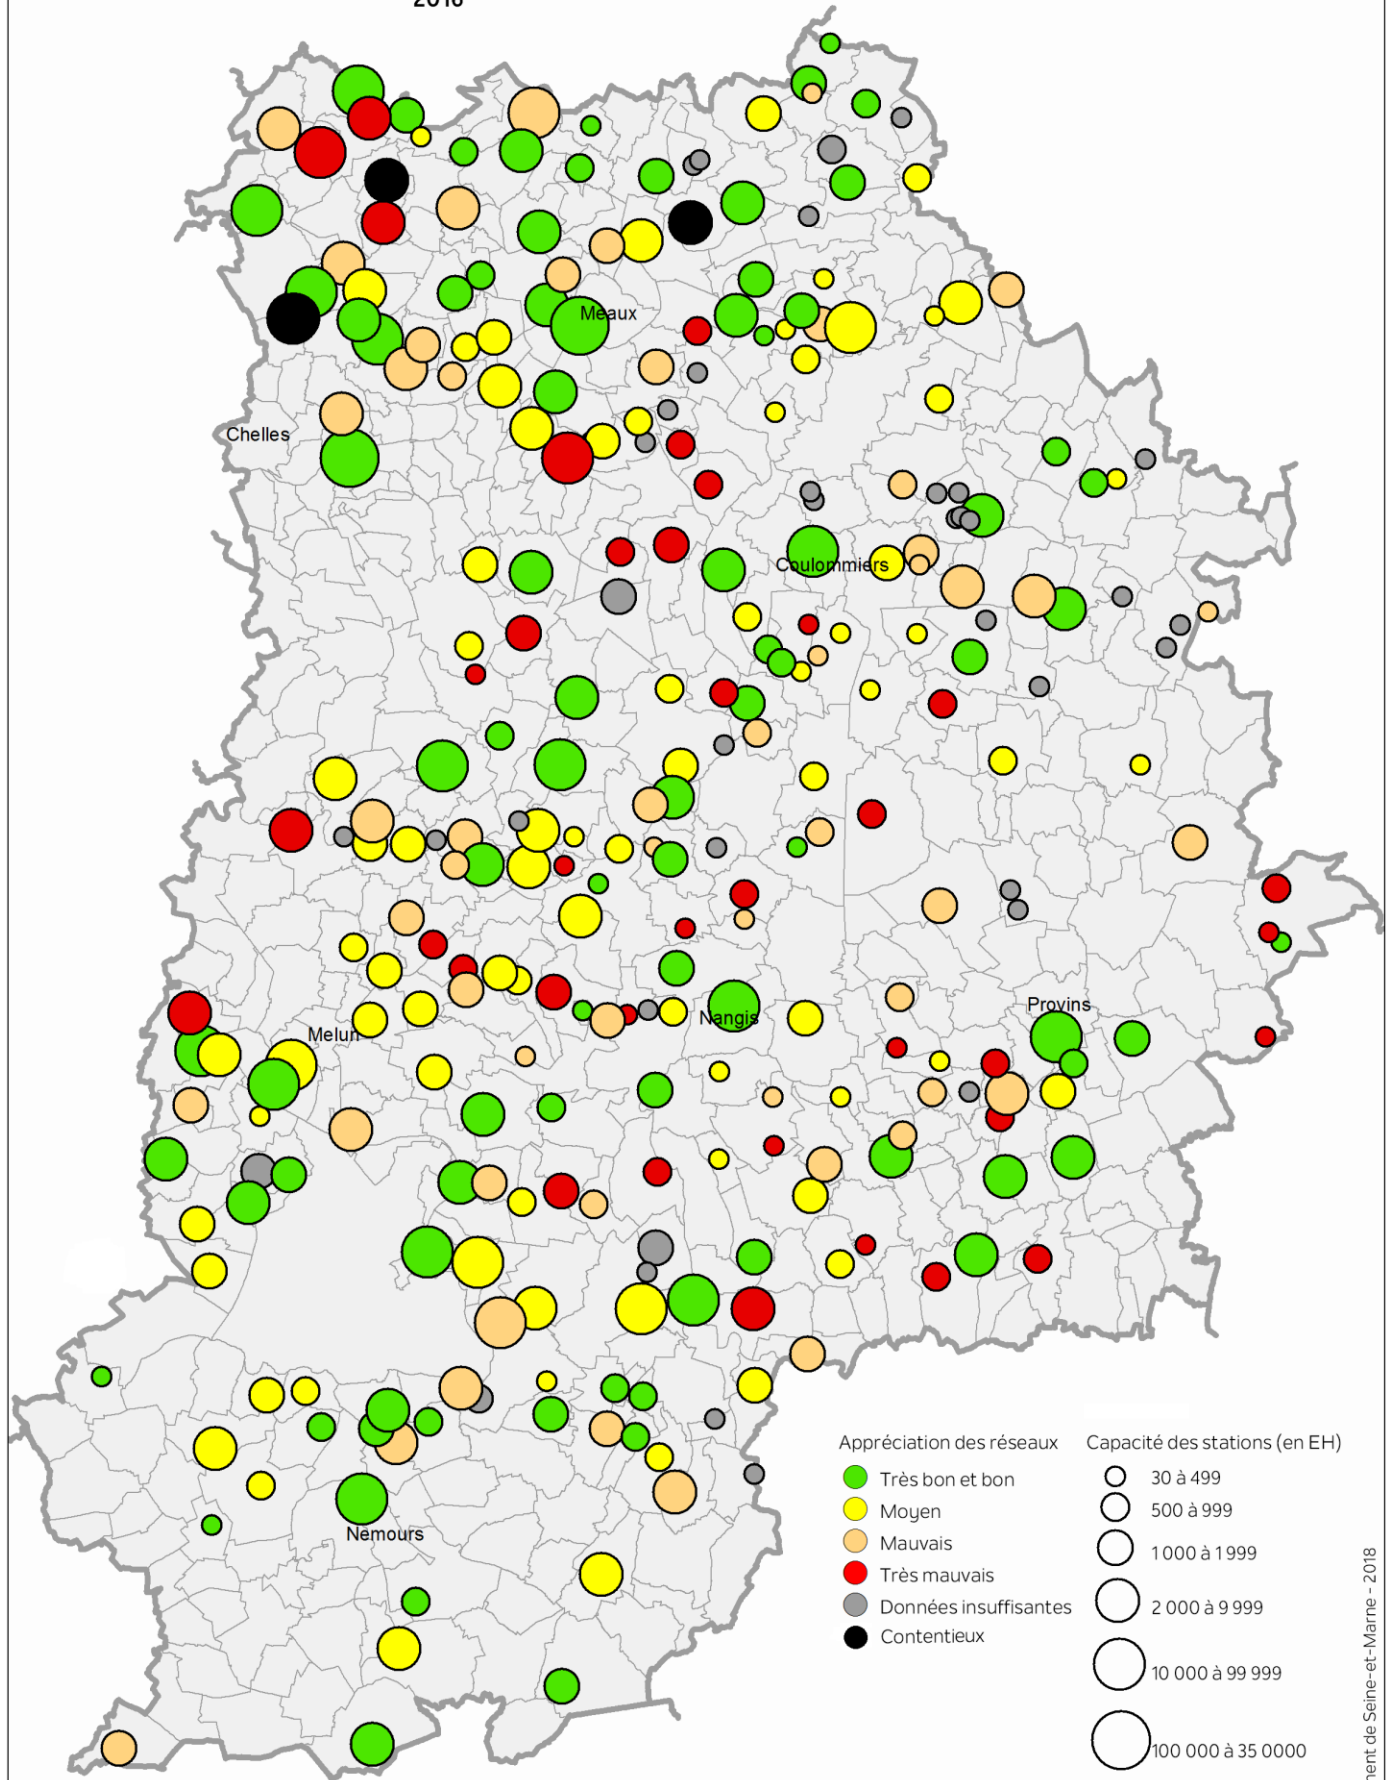 2016
Meaux
Chelles
Coulommiers
Provins
Nangis
Melun
Nemours
Appréciation des réseaux
Très bon et bon
Moyen
Mauvais
Très mauvais
Données insuffisantes
Contentieux
Capacité des stations (en EH)
30 à 499
500 à 999
1 000 à 1 999
2 000 à 9 999
10 000 à 99 999
100 000 à 35 0000
de Seine-et-Marne - 2018